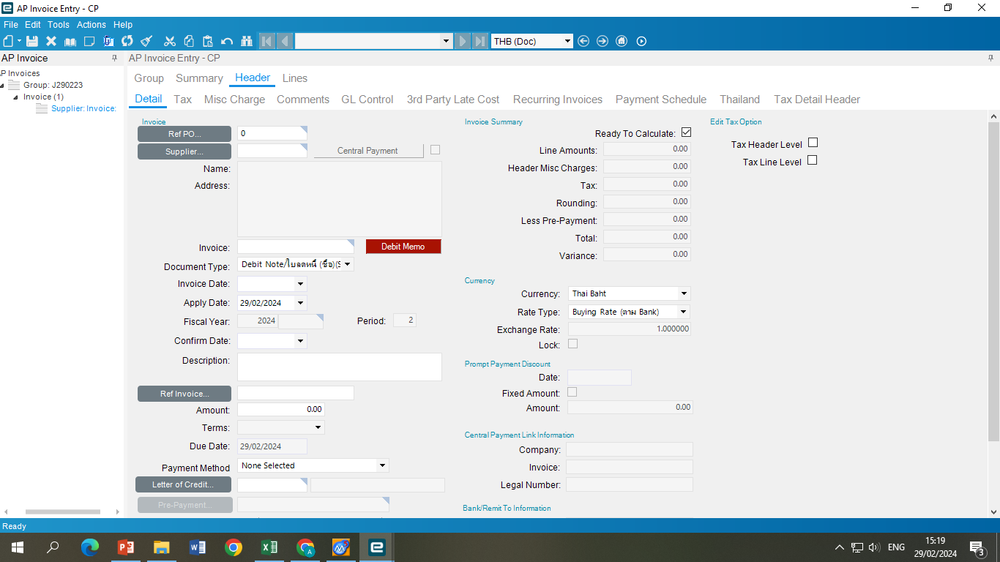 AP Invoice Entry - CP
File Edit Tools Actions Help
THB (Doc)
AP Invoice
AP Invoice Entry - CP
P Invoices
Group: J290223
Invoice (1)
Supplier: Invoice:
Group Summary Header Lines
Detail Tax Misc Charge Comments GL Control 3rd Party Late Cost Recurring Invoices Payment Schedule Thailand Tax Detail Header
Invoice
Ref PO... 0
Supplier... Central Payment
Name:
Address:
Invoice: Debit Memo
Document Type: Debit Note/ใบลดหนี้ (ซื้อ)(S
Invoice Date:
Apply Date: 29/02/2024
Fiscal Year: 2024 Period: 2
Confirm Date:
Description:
Ref Invoice...
Amount: 0.00
Terms:
Due Date: 29/02/2024
Payment Method None Selected
Letter of Credit...
Pre-Payment...
Invoice Summary
Ready To Calculate:
Line Amounts: 0.00
Header Misc Charges: 0.00
Tax: 0.00
Rounding: 0.00
Less Pre-Payment: 0.00
Total: 0.00
Variance: 0.00
Currency
Currency: Thai Baht
Rate Type: Buying Rate (ตาม Bank)
Exchange Rate: 1.000000
Lock:
Prompt Payment Discount
Date:
Fixed Amount:
Amount: 0.00
Central Payment Link Information
Company:
Invoice:
Legal Number:
Bank/Remit To Information
Edit Tax Option
Tax Header Level
Tax Line Level
Ready
ENG
15:19
29/02/2024
3